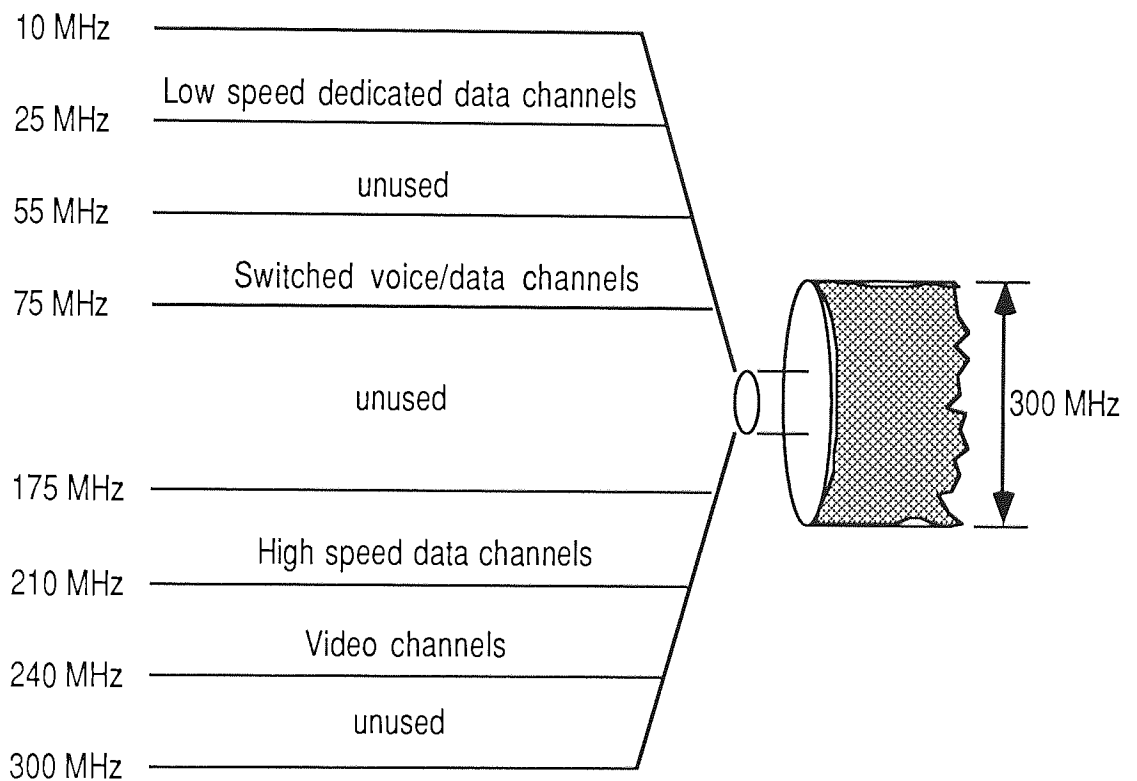 10 MHz
Low speed dedicated data channels
25 MHz
unused
55 MHz
Switched voice/data channels
75 MHz
unused
300 MHz
175 MHz
High speed data channels
210 MHz
Video channels
240 MHz
unused
300 MHz